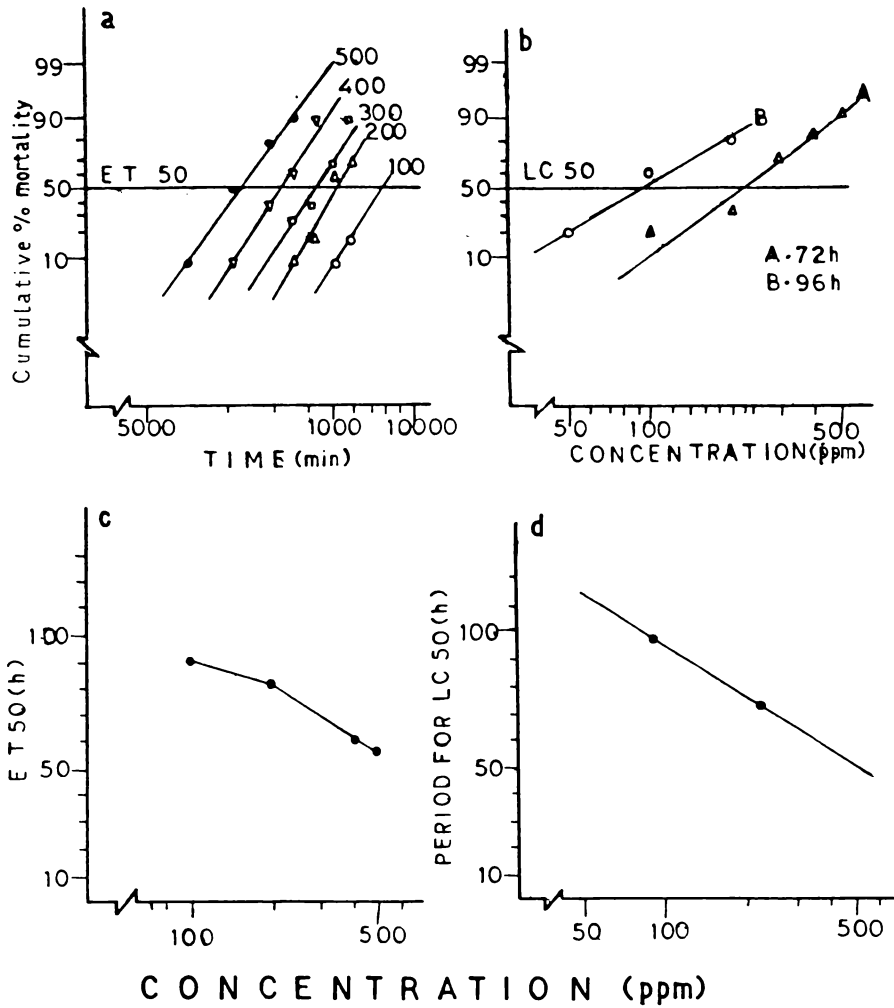 a
Cumulative % mortality
99
90
50
10
ET 50
500
400
300
200
100
5000
1000
10000
TIME (min)
b
99
90
50
10
LC 50
B
A
A·72h
B·96h
50
100
500
CONCENTRATION (ppm)
c
ET50(h)
100
50
10
100
500
d
PERIOD FOR LC 50(h)
100
50
10
50
100
500
CONCENTRATION (ppm)